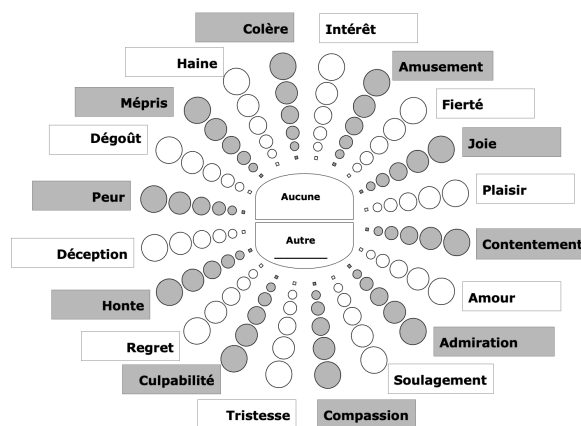 Colère
Intérêt
Haine
Amusement
Mépris
Fierté
Dégoût
Joie
Peur
Aucune
Plaisir
Autre
Déception
Contentement
Honte
Amour
Regret
Admiration
Culpabilité
Soulagement
Tristesse
Compassion